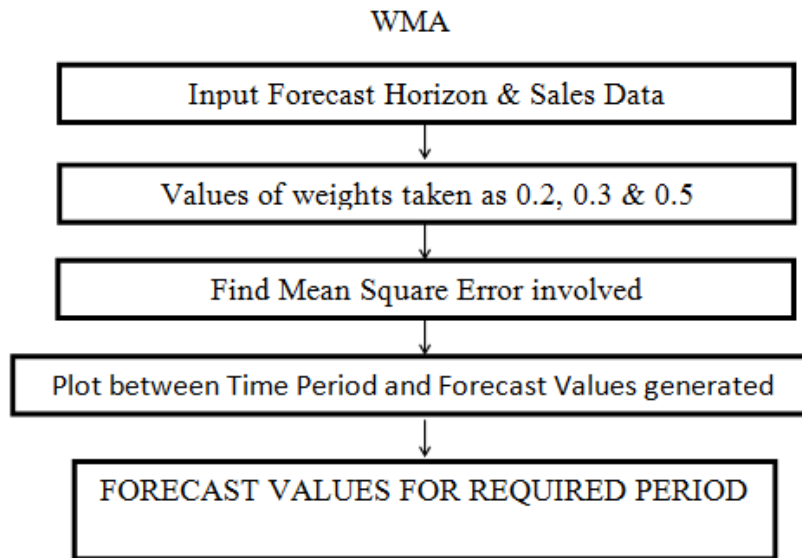 WMA
Input Forecast Horizon & Sales Data
Values of weights taken as 0.2, 0.3 & 0.5
Find Mean Square Error involved
Plot between Time Period and Forecast Values generated
FORECAST VALUES FOR REQUIRED PERIOD